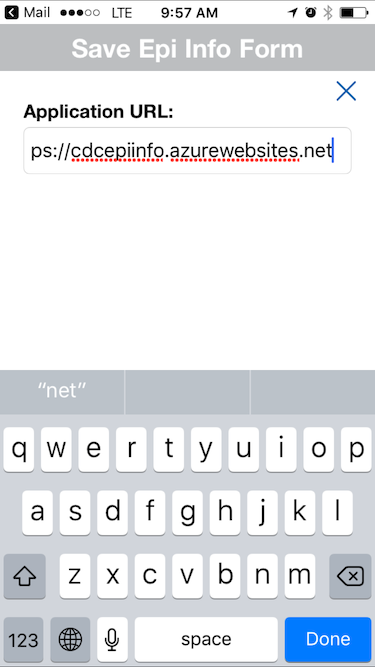 Mail LTE 9:57 AM
Save Epi Info Form
Application URL:
ps://cdcepiinfo.azurewebsites.net
“net”
q w e r t y u i o p
a s d f g h j k l
z x c v b n m
123 space Done